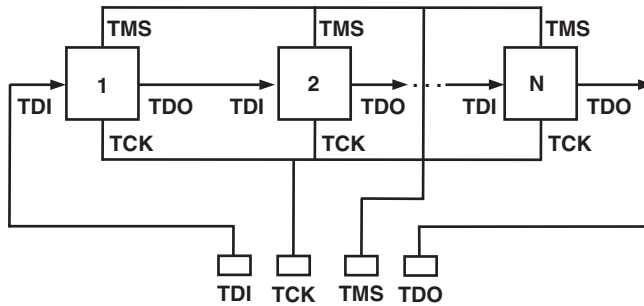 TMS TMS TMS
1 2 N
TDI TDO TDI TDO ... TDI TDO
TCK TCK TCK
TDI TCK TMS TDO